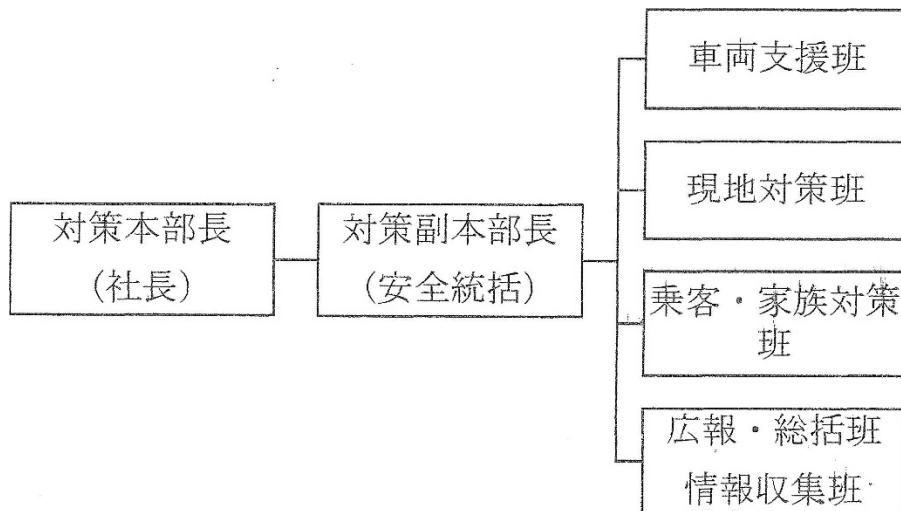 対策本部長
(社長)
対策副本部長
(安全統括)
車両支援班
現地対策班
乗客・家族対策
班
広報・総括班
情報収集班